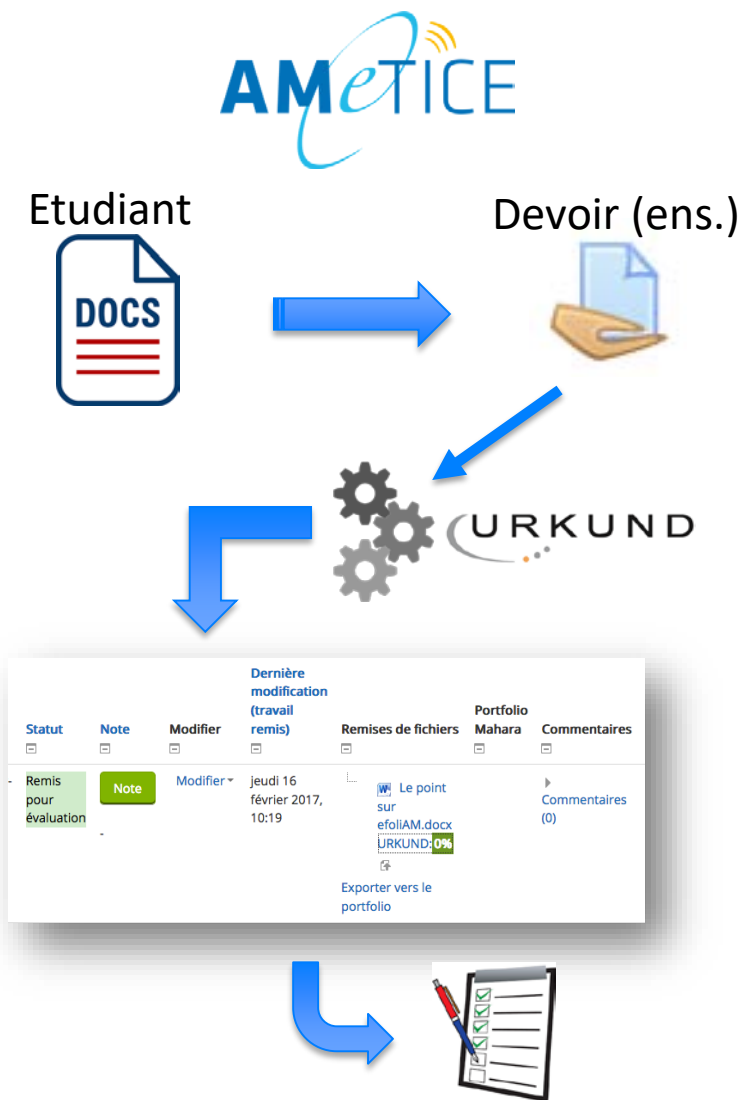 AMeTICE
Etudiant
Devoir (ens.)
DOCS
URKUND
Statut
Note
Modifier
Dernière
modification
(travail
remis)
Remises de fichiers
Portfolio
Mahara
Commentaires
-
Remis
pour
évaluation
Note
-
Modifier
jeudi 16
février 2017,
10:19
Le point
sur
efoliAM.docx
URKUND:0%
Exporter vers le
portfolio
Commentaires
(0)